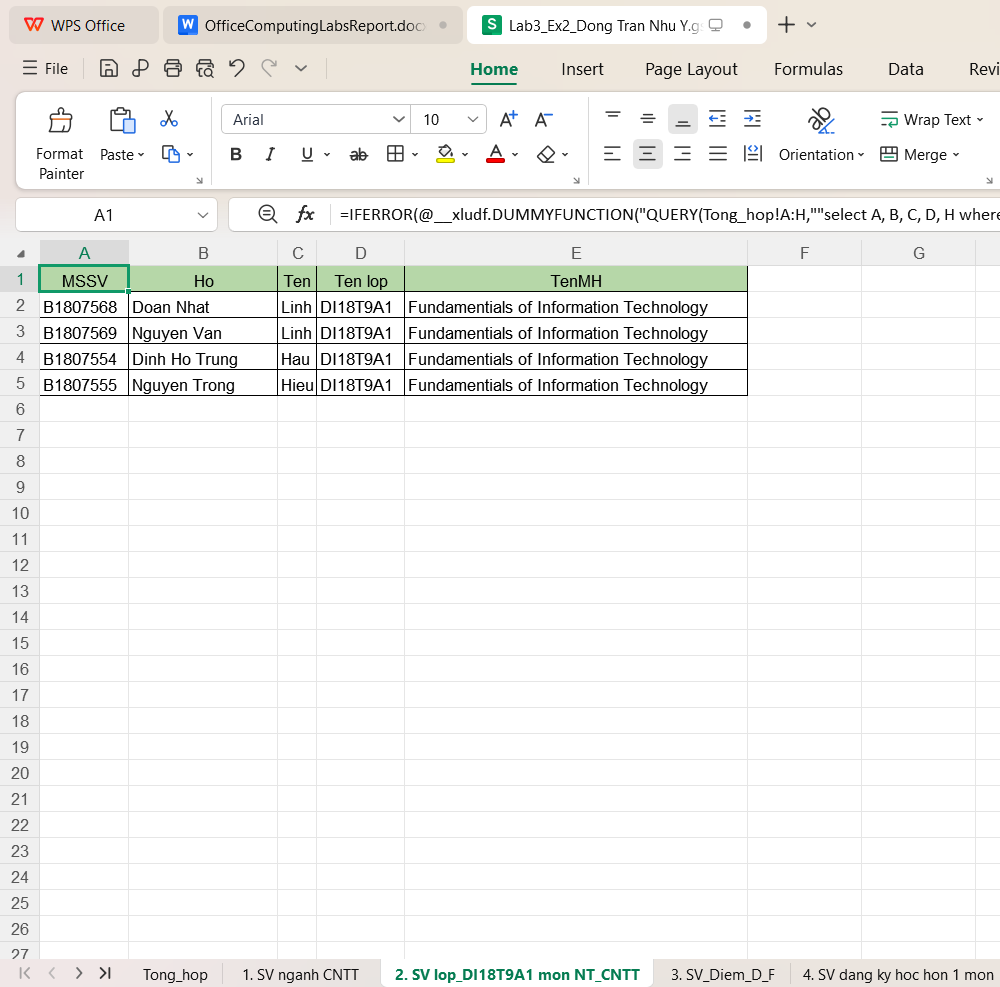 WPS Office OfficeComputingLabsReport.docx Lab3_Ex2_Dong Tran Nhu Y.g
File Home Insert Page Layout Formulas Data Revi
Arial 10
Format Painter Paste Orientation Wrap Text Merge
A1 fx =IFERROR(@__xludf.DUMMYFUNCTION("QUERY(Tong_hop!A:H,""select A, B, C, D, H where
A B C D E F G
1 MSSV Ho Ten Ten lop TenMH
2 B1807568 Doan Nhat Linh DI18T9A1 Fundamentials of Information Technology
3 B1807569 Nguyen Van Linh DI18T9A1 Fundamentials of Information Technology
4 B1807554 Dinh Ho Trung Hau DI18T9A1 Fundamentials of Information Technology
5 B1807555 Nguyen Trong Hieu DI18T9A1 Fundamentials of Information Technology
6
7
8
9
10
11
12
13
14
15
16
17
18
19
20
21
22
23
24
25
26
27
Tong_hop 1. SV nganh CNTT 2. SV lop_DI18T9A1 mon NT_CNTT 3. SV_Diem_D_F 4. SV dang ky hoc hon 1 mon